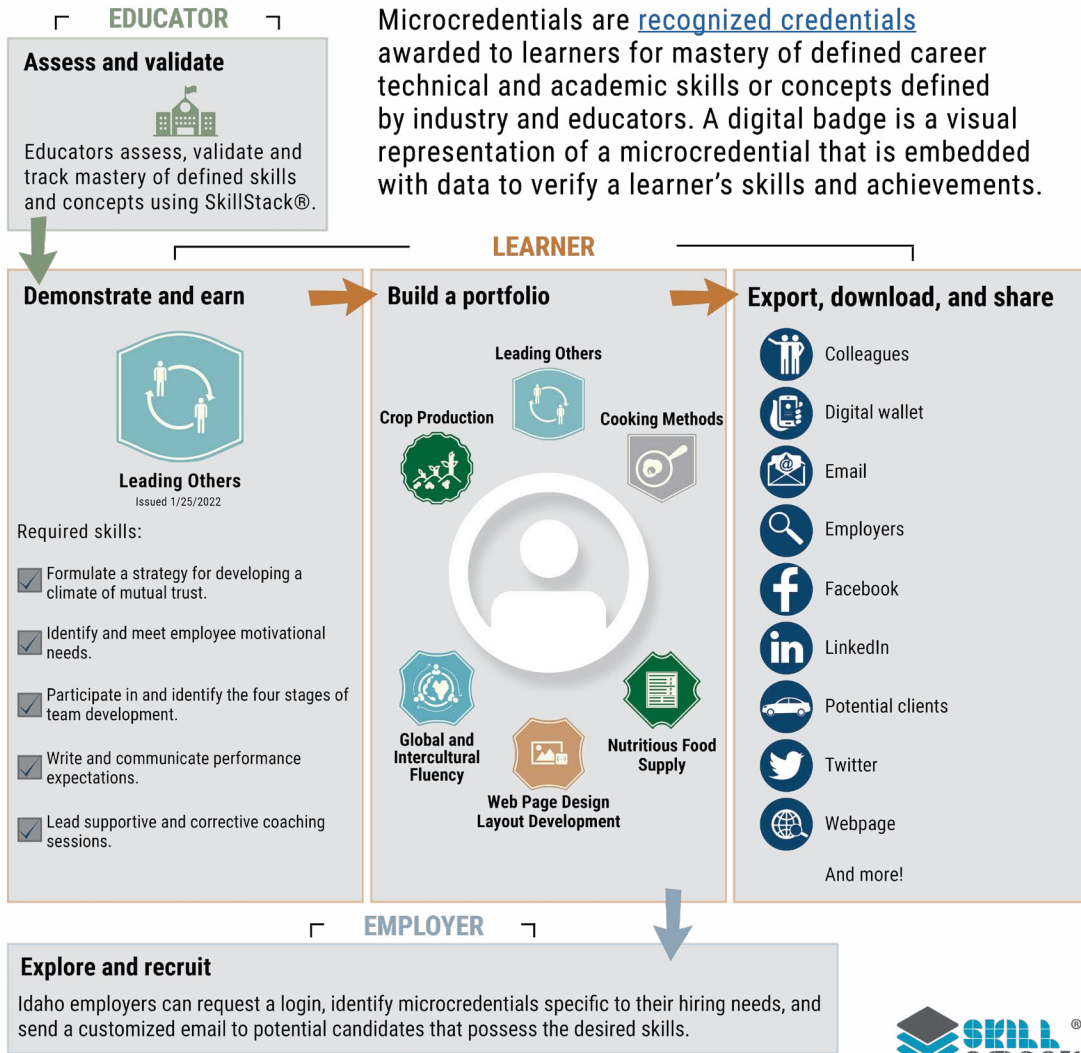 EDUCATOR
Assess and validate
Educators assess, validate and
track mastery of defined skills
and concepts using SkillStack®.
Microcredentials are recognized credentials
awarded to learners for mastery of defined career
technical and academic skills or concepts defined
by industry and educators. A digital badge is a visual
representation of a microcredential that is embedded
with data to verify a learner's skills and achievements.
LEARNER
Demonstrate and earn
Leading Others
Issued 1/25/2022
Required skills:
Formulate a strategy for developing a
climate of mutual trust.
Identify and meet employee motivational
needs.
Participate in and identify the four stages of
team development.
Write and communicate performance
expectations.
Lead supportive and corrective coaching
sessions.
Build a portfolio
Leading Others
Crop Production
Cooking Methods
Global and
Intercultural
Fluency
Web Page Design
Layout Development
Nutritious Food
Supply
Export, download, and share
Colleagues
Digital wallet
Email
Employers
Facebook
LinkedIn
Potential clients
Twitter
Webpage
And more!
EMPLOYER
Explore and recruit
Idaho employers can request a login, identify microcredentials specific to their hiring needs, and
send a customized email to potential candidates that possess the desired skills.
SKILL ®